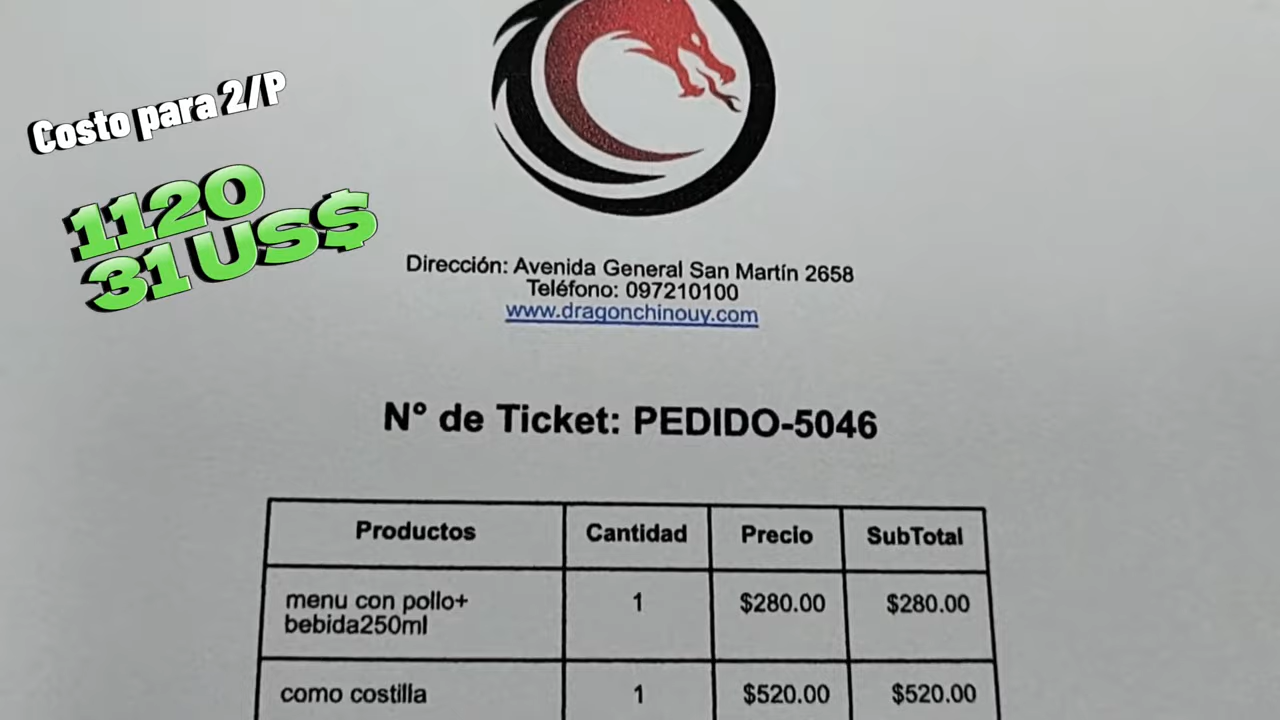 Costo para 2/P
1120
31 US$
Dirección: Avenida General San Martín 2658
Teléfono: 097210100
www.dragonchinouy.com
Nº de Ticket: PEDIDO-5046
Productos Cantidad Precio SubTotal
menu con pollo+ 1 $280.00 $280.00
bebida250ml
como costilla 1 $520.00 $520.00